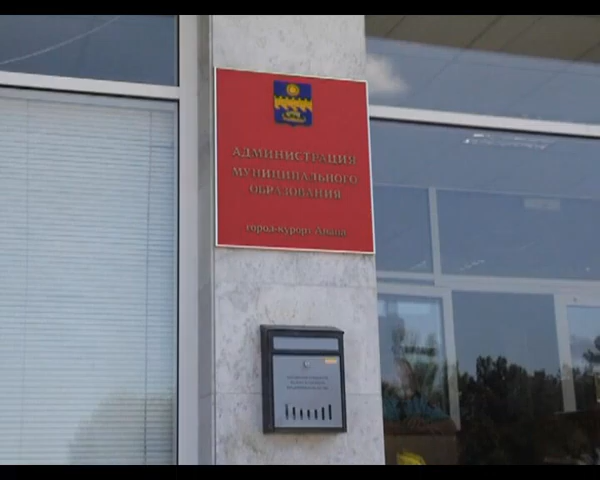 АДМИНИСТРАЦИЯ
МУНИЦИПАЛЬНОГО
ОБРАЗОВАНИЯ
город-курорт Анапа